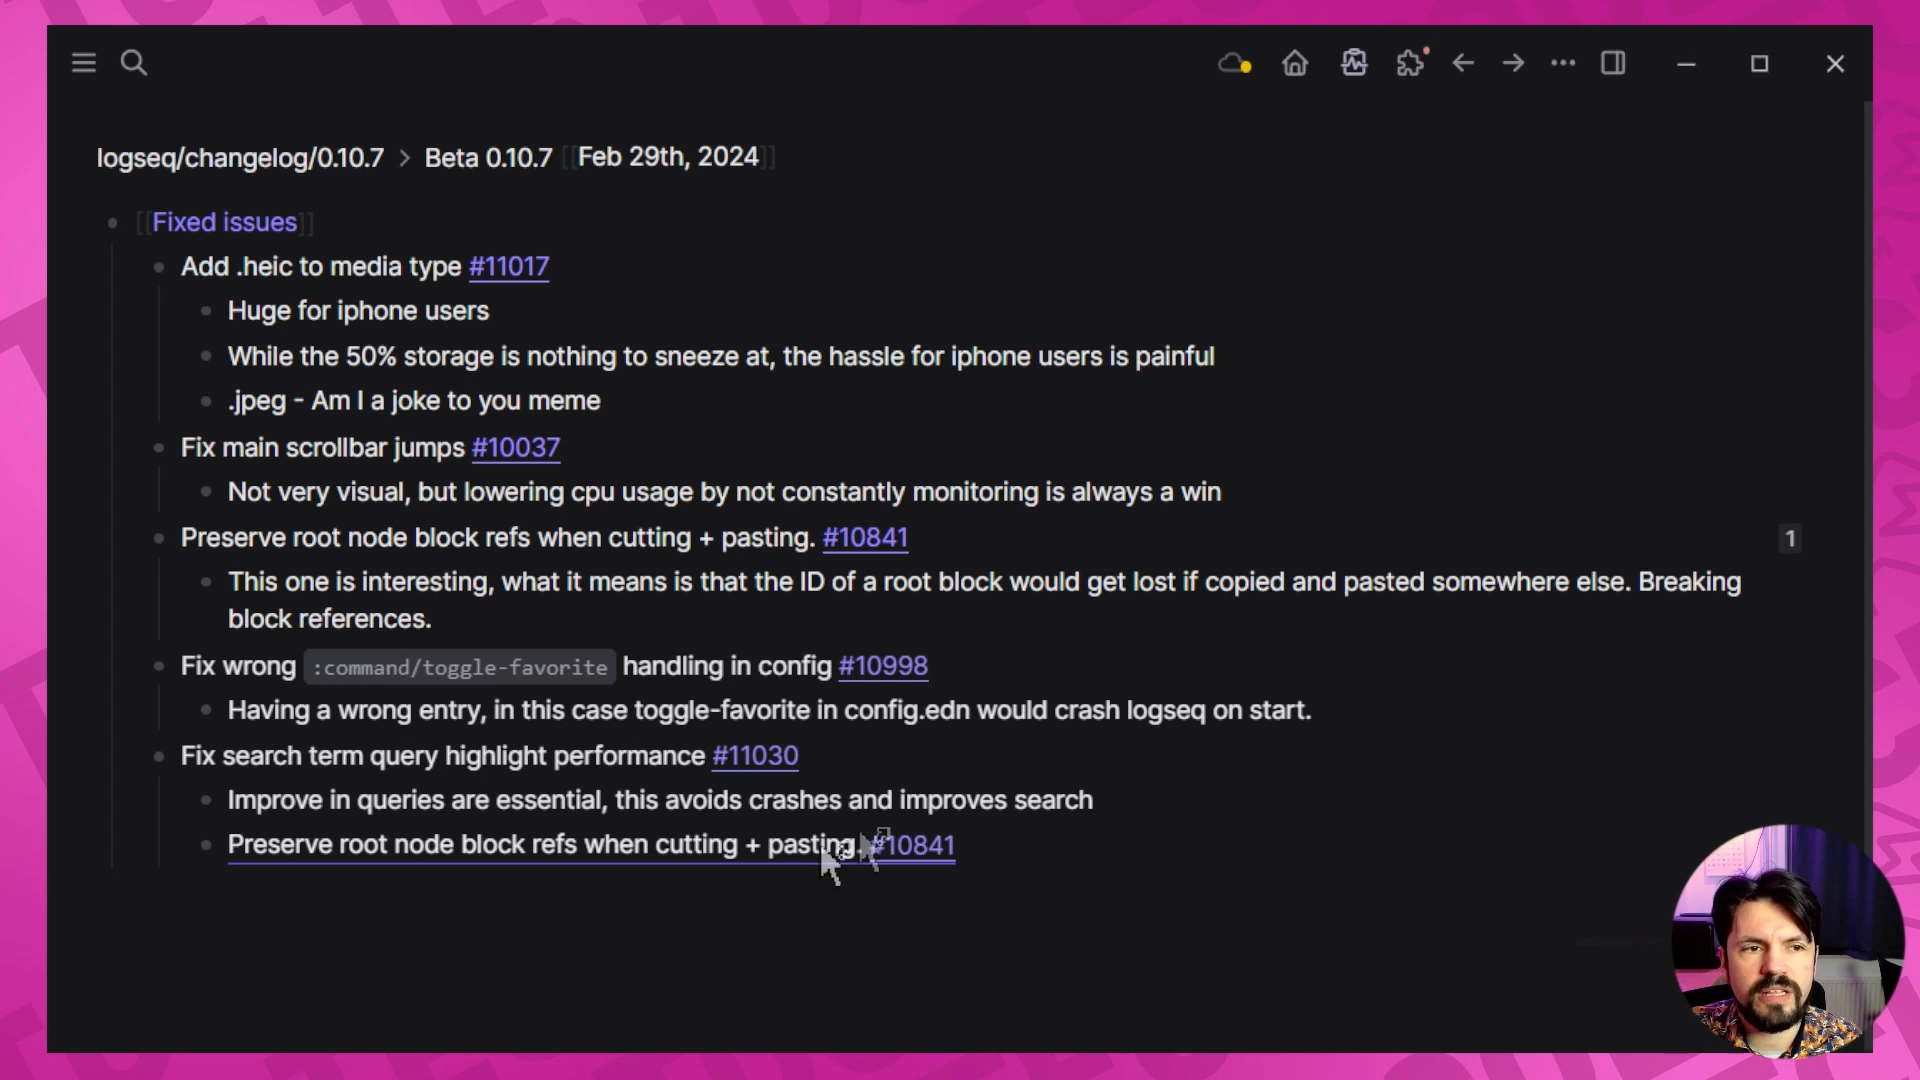 logseq/changelog/0.10.7 > Beta 0.10.7 [[Feb 29th, 2024]]
[[Fixed issues]]
Add .heic to media type #11017
Huge for iphone users
While the 50% storage is nothing to sneeze at, the hassle for iphone users is painful
.jpeg - Am I a joke to you meme
Fix main scrollbar jumps #10037
Not very visual, but lowering cpu usage by not constantly monitoring is always a win
Preserve root node block refs when cutting + pasting. #10841
1
This one is interesting, what it means is that the ID of a root block would get lost if copied and pasted somewhere else. Breaking
block references.
Fix wrong :command/toggle-favorite handling in config #10998
Having a wrong entry, in this case toggle-favorite in config.edn would crash logseq on start.
Fix search term query highlight performance #11030
Improve in queries are essential, this avoids crashes and improves search
Preserve root node block refs when cutting + pasting. #10841